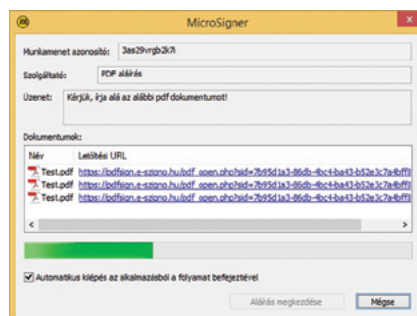 MicroSigner
Munkamenet azonosító: 3as29vrgb2k7i
Szolgáltató: PDF aláírás
Üzenet: Kérjük, írja alá az alábbi pdf dokumentumot!
Dokumentumok:
Név Letöltési URL
Test.pdf https://pdfsign.e-szigno.hu/pdf_open.php?sid=7b95d1a3-86db-4bc4-ba43-b52e3c7a4bff8
Test.pdf https://pdfsign.e-szigno.hu/pdf_open.php?sid=7b95d1a3-86db-4bc4-ba43-b52e3c7a4bff8
Test.pdf https://pdfsign.e-szigno.hu/pdf_open.php?sid=7b95d1a3-86db-4bc4-ba43-b52e3c7a4bff8
Automatikus kilépés az alkalmazásból a folyamat befejeztével
Aláírás megkezdése Mégse